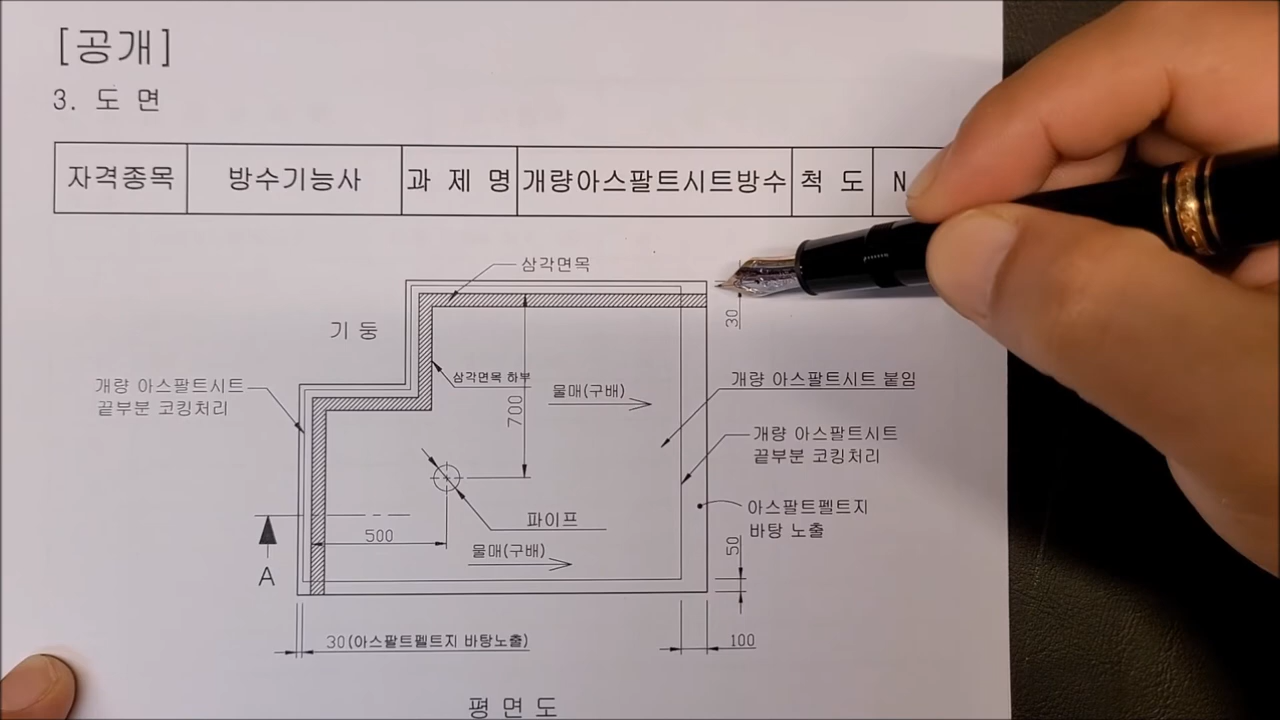 [공개]
3. 도 면
자격종목 방수기능사 과 제 명 개량아스팔트시트방수 척 도 N
삼각면목
기 둥
30
개량 아스팔트시트
끝부분 코킹처리
삼각면목 하부
물매(구배)
700
개량 아스팔트시트 붙임
개량 아스팔트시트
끝부분 코킹처리
아스팔트펠트지
바탕 노출
파이프
500
물매(구배)
50
A
30(아스팔트펠트지 바탕노출)
100
평 면 도